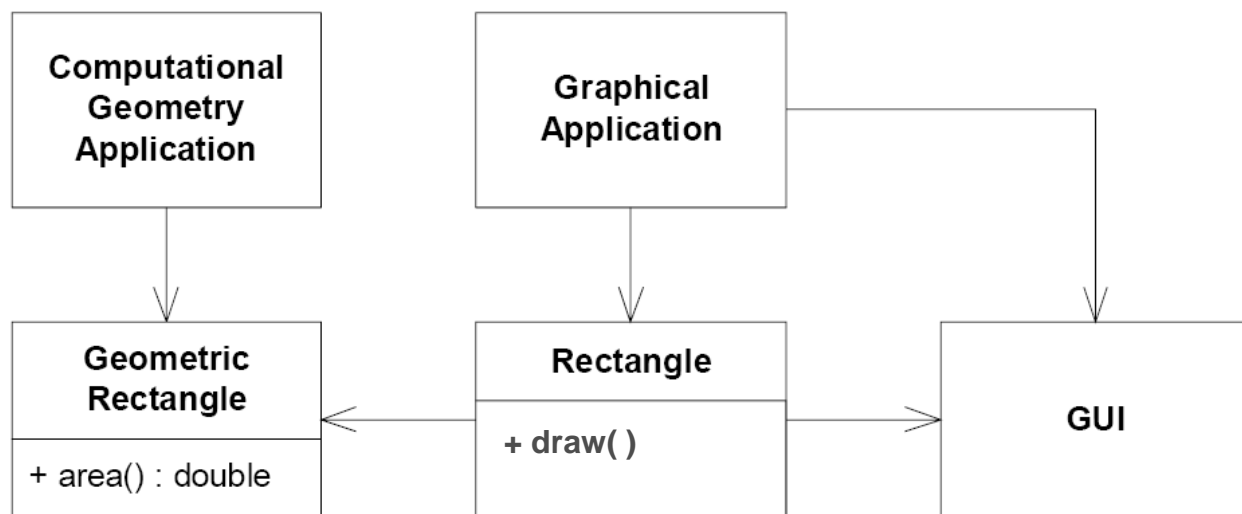 Computational
Geometry
Application
Graphical
Application
Geometric
Rectangle
+ area() : double
Rectangle
+ draw( )
GUI